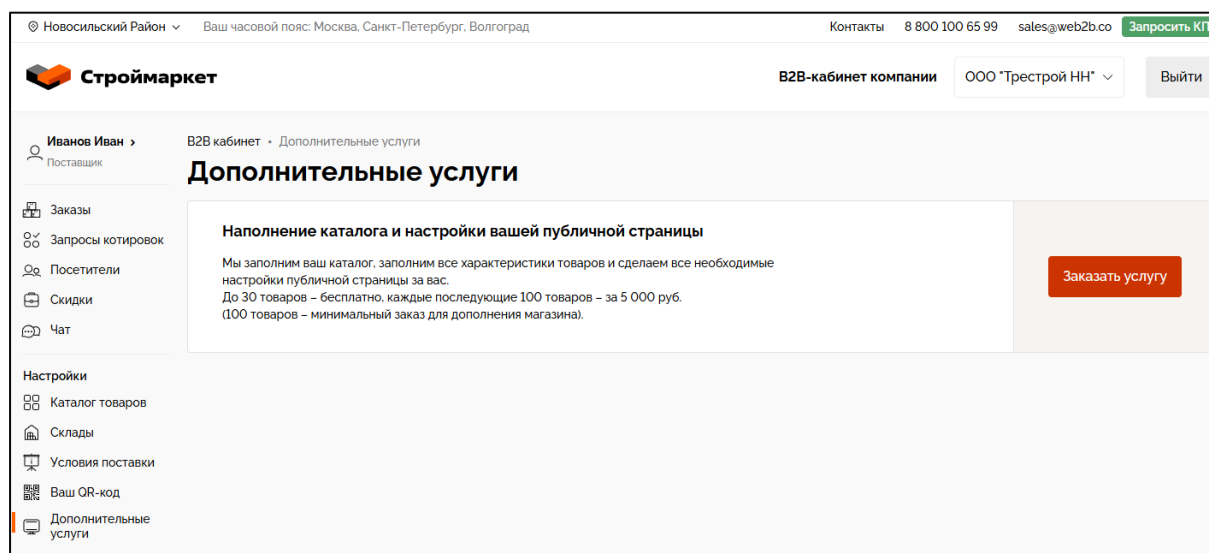 Новосильский Район
Ваш часовой пояс: Москва, Санкт-Петербург, Волгоград
Контакты
8 800 100 65 99
sales@web2b.co
Запросить КП
Строймаркет
B2B-кабинет компании
ООО "Трестрой НН"
Выйти
Иванов Иван ›
Поставщик
B2B кабинет • Дополнительные услуги
Дополнительные услуги
Заказы
Запросы котировок
Посетители
Скидки
Чат
Настройки
Каталог товаров
Склады
Условия поставки
Ваш QR-код
Дополнительные
услуги
Наполнение каталога и настройки вашей публичной страницы
Мы заполним ваш каталог, заполним все характеристики товаров и сделаем все необходимые
настройки публичной страницы за вас.
До 30 товаров – бесплатно, каждые последующие 100 товаров – за 5 000 руб.
(100 товаров – минимальный заказ для дополнения магазина).
Заказать услугу